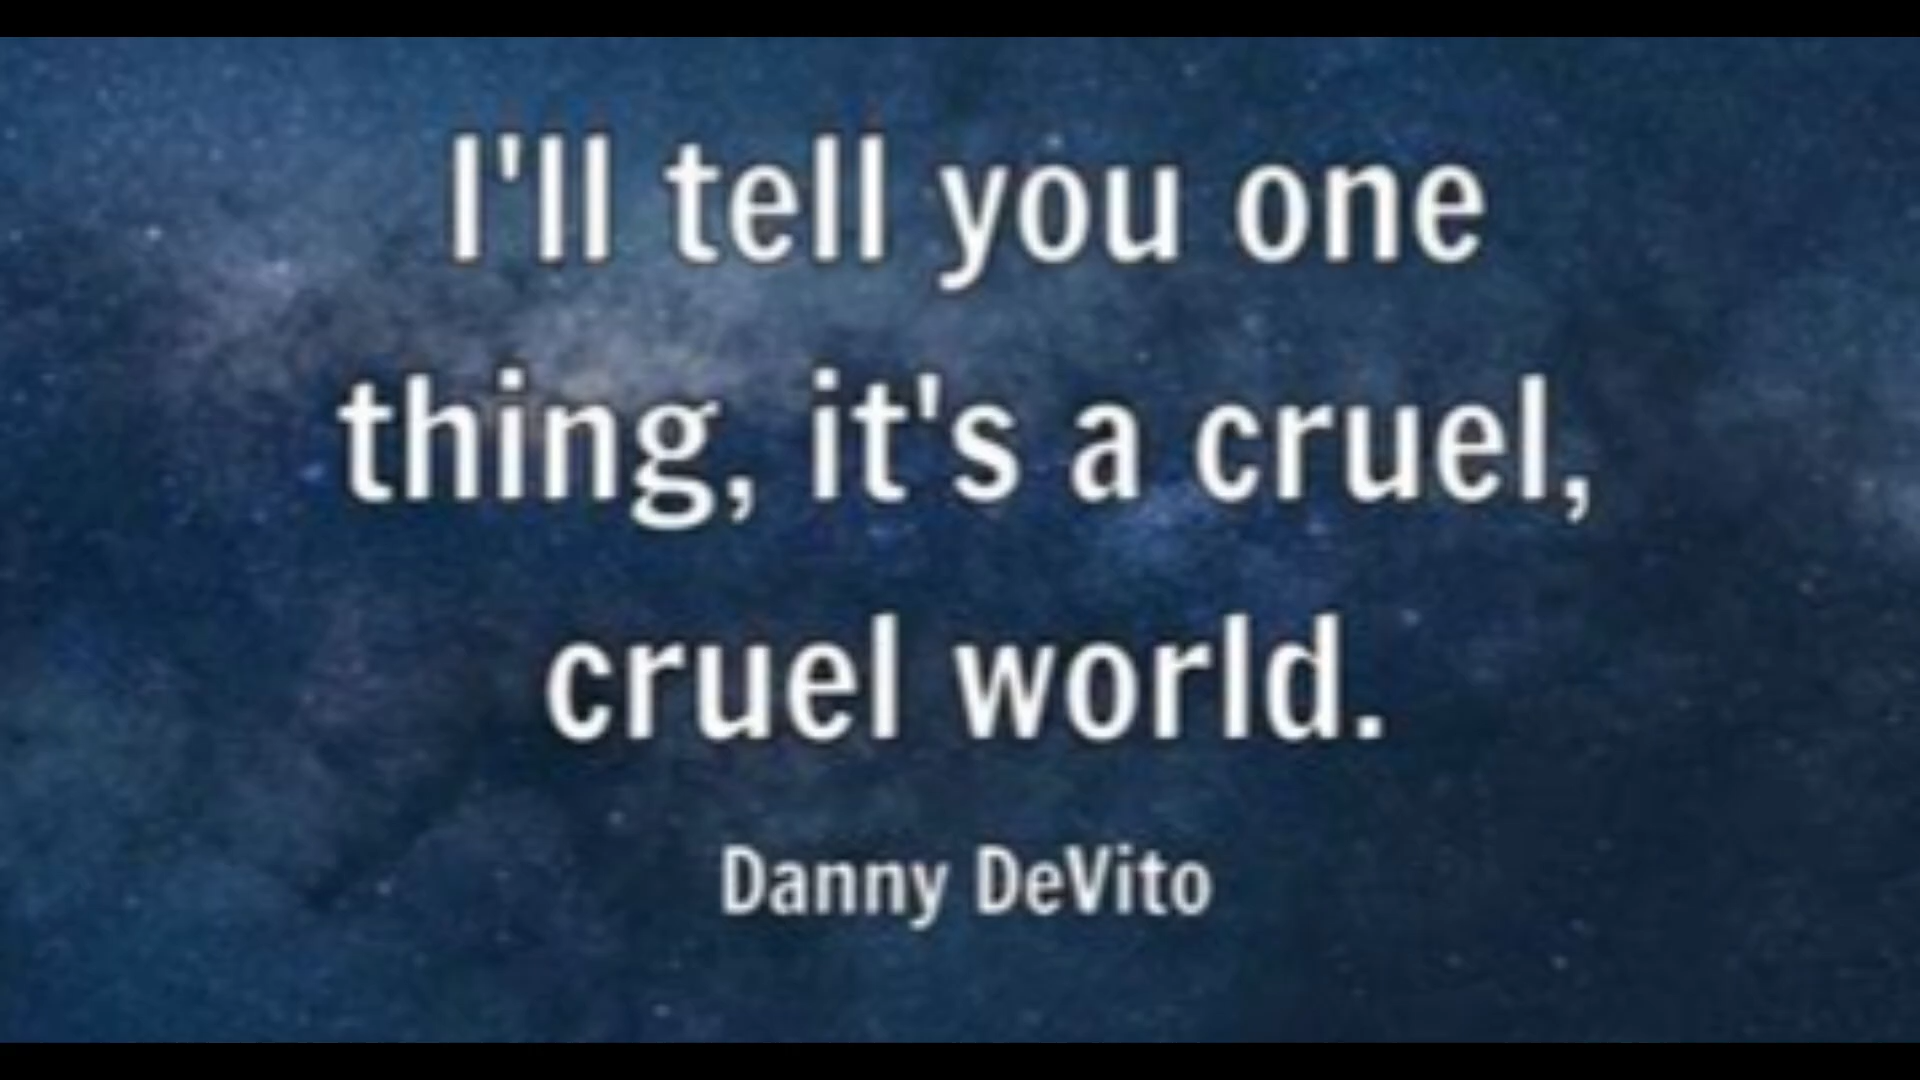 I'll tell you one
thing, it's a cruel,
cruel world.
Danny DeVito